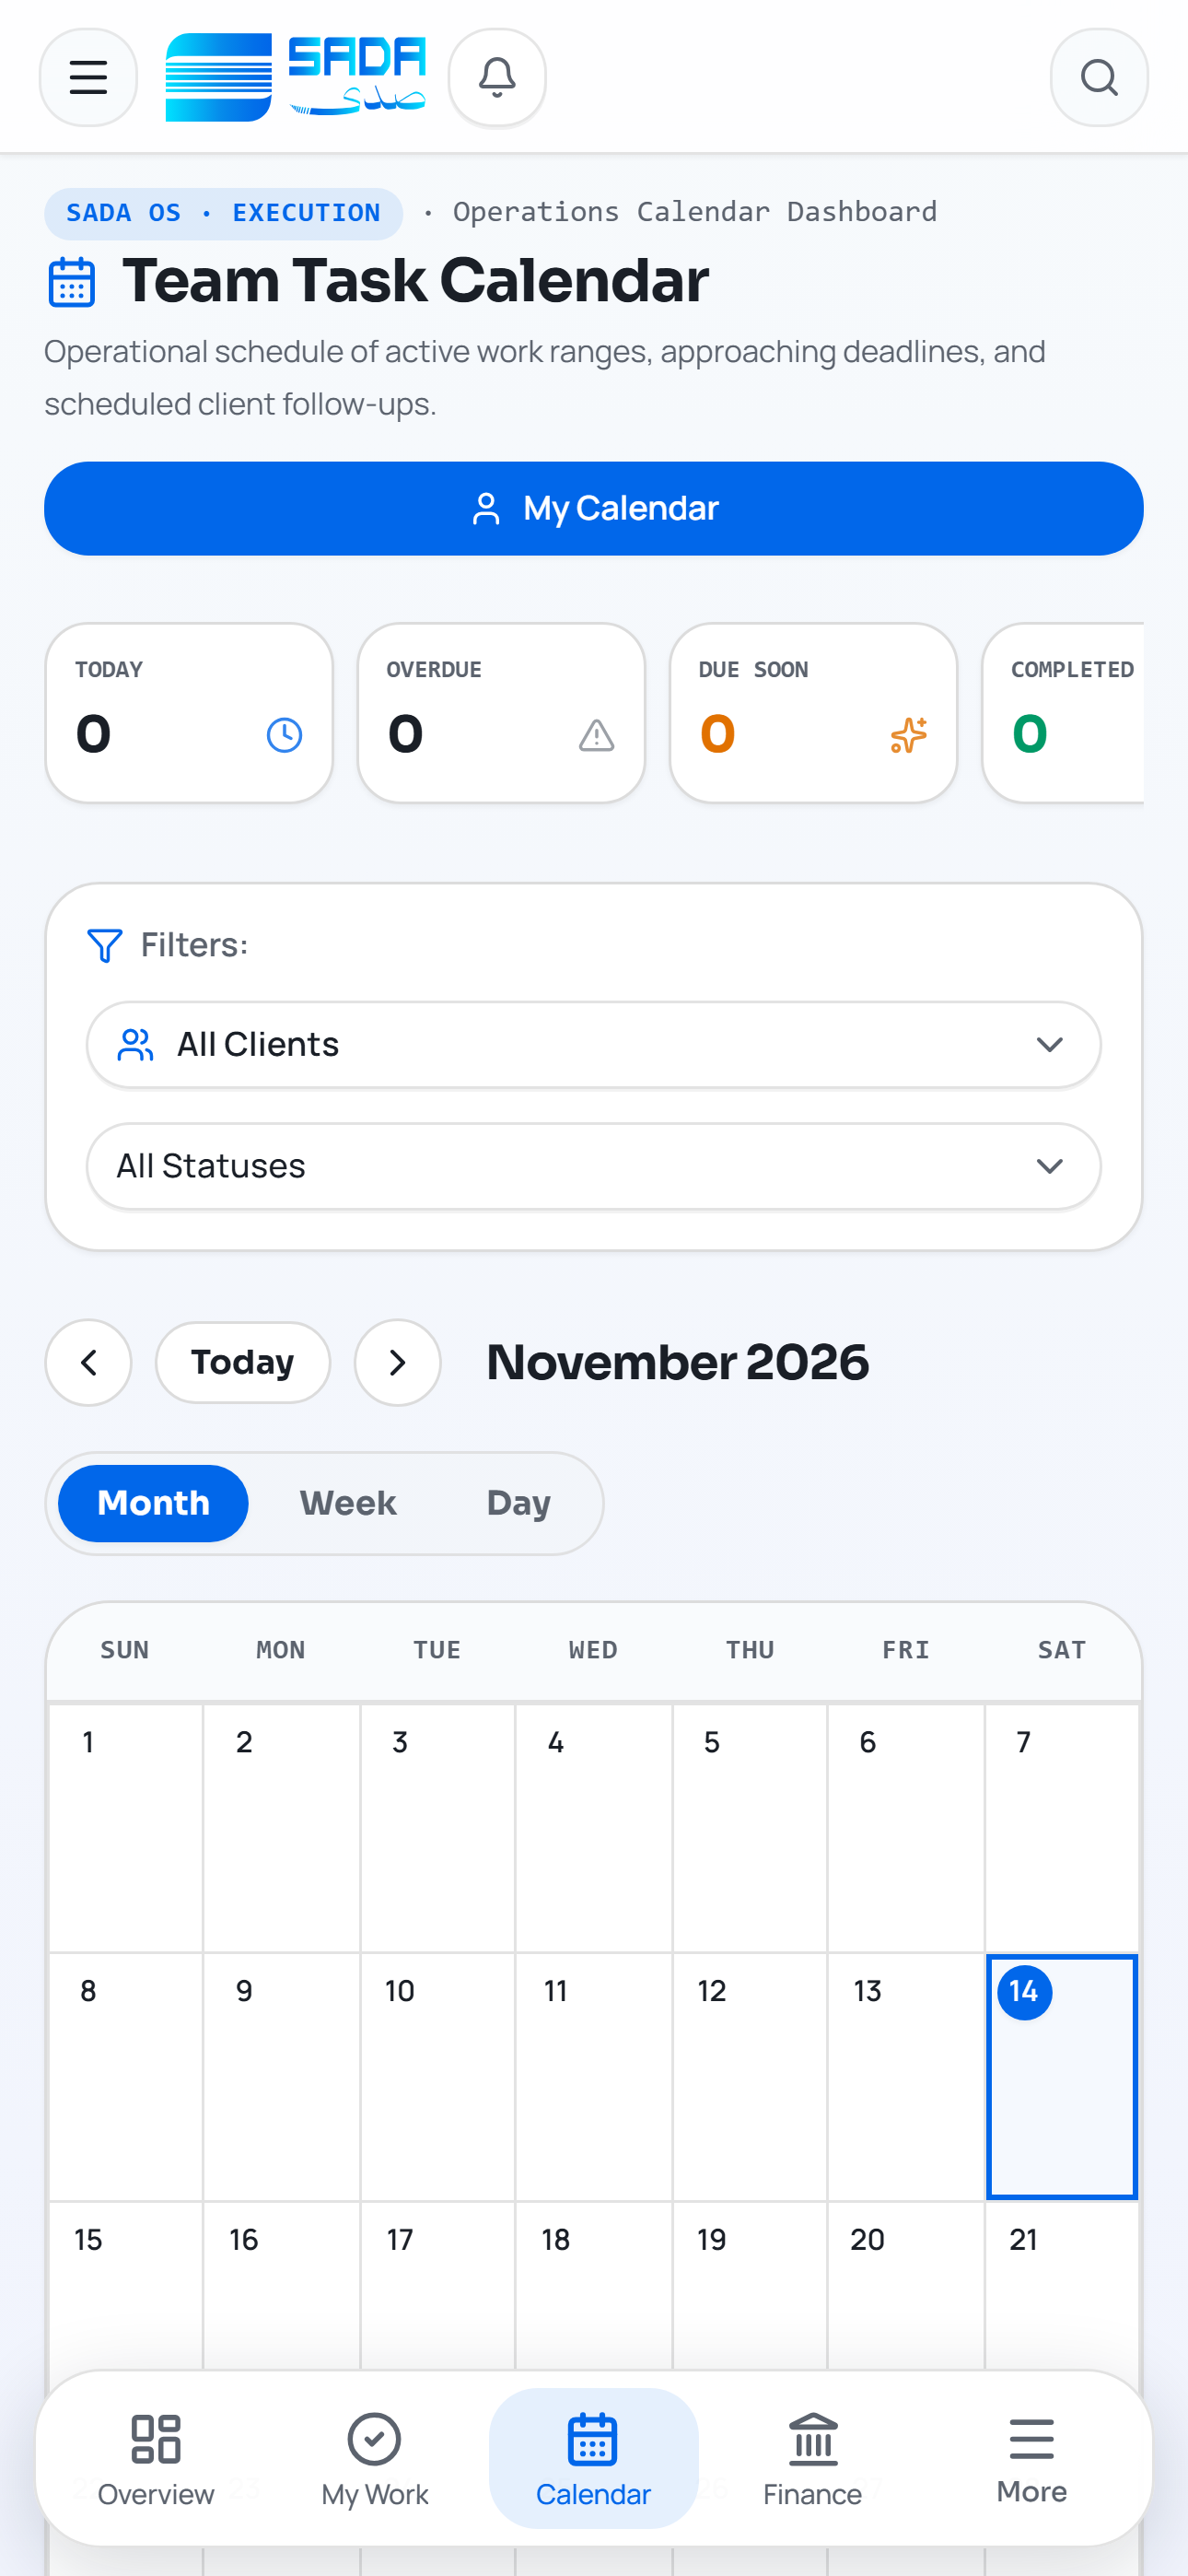 SADA
صدى
SADA OS • EXECUTION • Operations Calendar Dashboard
Team Task Calendar
Operational schedule of active work ranges, approaching deadlines, and
scheduled client follow-ups.
My Calendar
TODAY OVERDUE DUE SOON COMPLETED
0 0 0 0
Filters:
All Clients
All Statuses
Today November 2026
Month Week Day
SUN MON TUE WED THU FRI SAT
1 2 3 4 5 6 7
8 9 10 11 12 13 14
15 16 17 18 19 20 21
Overview My Work Calendar Finance More